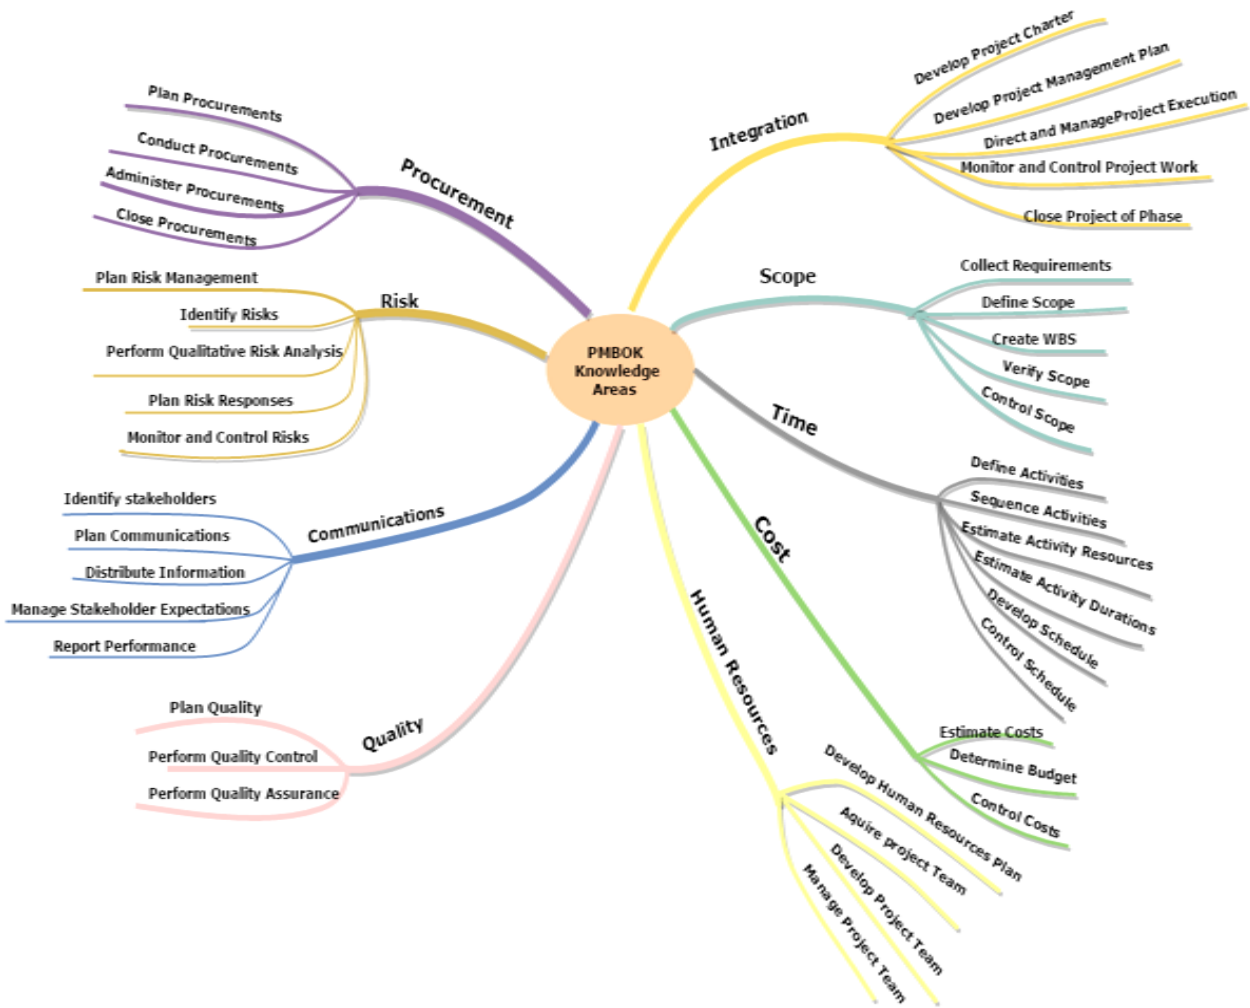 PMBOK
Knowledge
Areas
Integration
Develop Project Charter
Develop Project Management Plan
Direct and ManageProject Execution
Monitor and Control Project Work
Close Project of Phase
Scope
Collect Requirements
Define Scope
Create WBS
Verify Scope
Control Scope
Time
Define Activities
Sequence Activities
Estimate Activity Resources
Estimate Activity Durations
Develop Schedule
Control Schedule
Cost
Estimate Costs
Determine Budget
Control Costs
Human Resources
Develop Human Resources Plan
Aquire project Team
Develop Project Team
Manage Project Team
Quality
Plan Quality
Perform Quality Control
Perform Quality Assurance
Communications
Identify stakeholders
Plan Communications
Distribute Information
Manage Stakeholder Expectations
Report Performance
Risk
Plan Risk Management
Identify Risks
Perform Qualitative Risk Analysis
Plan Risk Responses
Monitor and Control Risks
Procurement
Plan Procurements
Conduct Procurements
Administer Procurements
Close Procurements